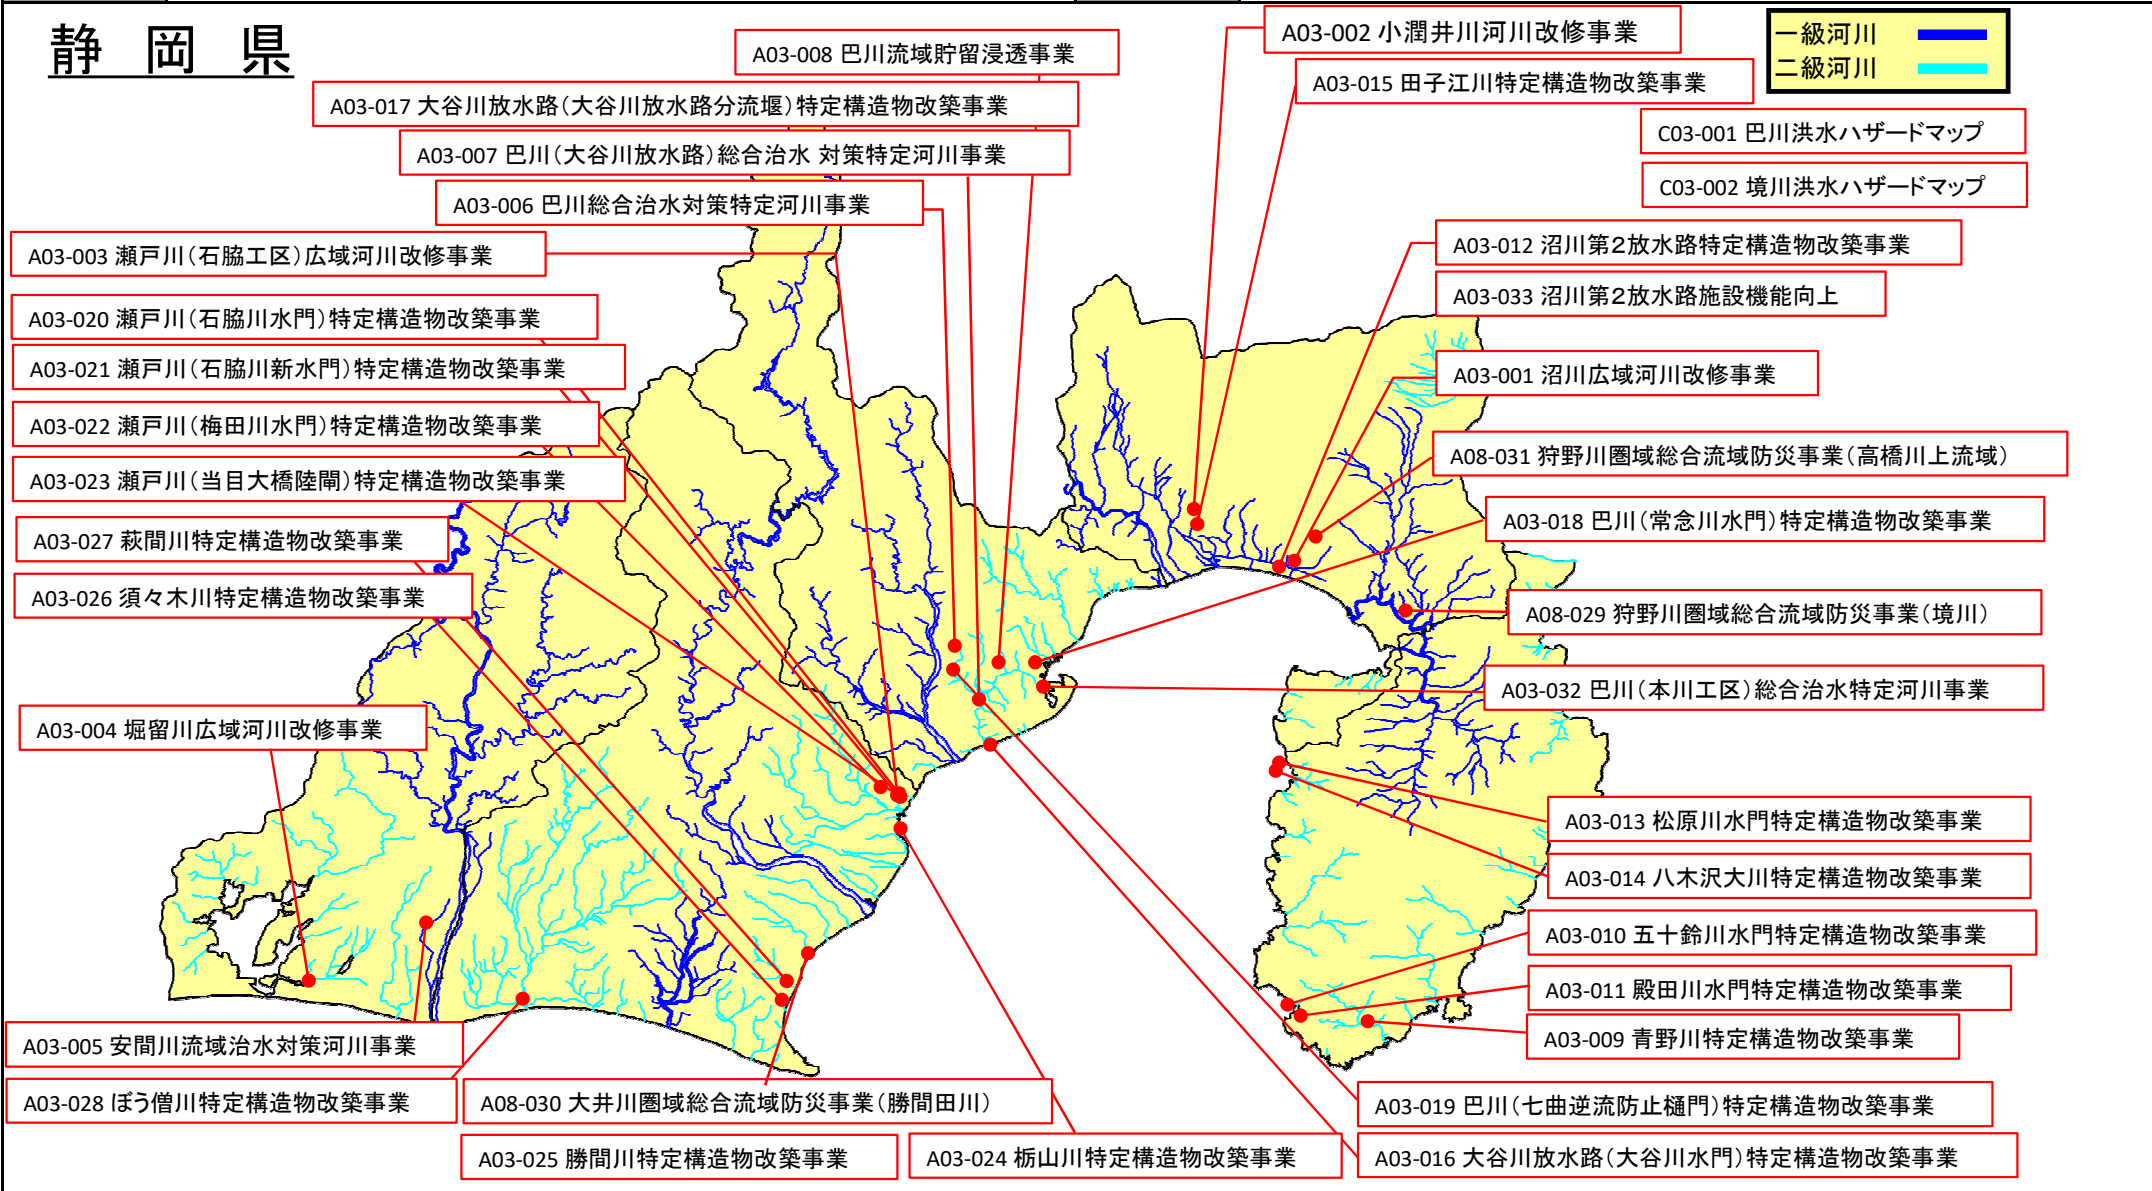 静岡県
一級河川
二級河川
A03-002 小潤井川河川改修事業
A03-008 巴川流域貯留浸透事業
A03-015 田子江川特定構造物改築事業
A03-017 大谷川放水路(大谷川放水路分流堰)特定構造物改築事業
C03-001 巴川洪水ハザードマップ
A03-007 巴川(大谷川放水路)総合治水 対策特定河川事業
C03-002 境川洪水ハザードマップ
A03-006 巴川総合治水対策特定河川事業
A03-003 瀬戸川(石脇工区)広域河川改修事業
A03-012 沼川第2放水路特定構造物改築事業
A03-033 沼川第2放水路施設機能向上
A03-020 瀬戸川(石脇川水門)特定構造物改築事業
A03-021 瀬戸川(石脇川新水門)特定構造物改築事業
A03-001 沼川広域河川改修事業
A03-022 瀬戸川(梅田川水門)特定構造物改築事業
A08-031 狩野川圏域総合流域防災事業(高橋川上流域)
A03-023 瀬戸川(当目大橋陸閘)特定構造物改築事業
A03-018 巴川(常念川水門)特定構造物改築事業
A03-027 萩間川特定構造物改築事業
A03-026 須々木川特定構造物改築事業
A08-029 狩野川圏域総合流域防災事業(境川)
A03-032 巴川(本川工区)総合治水特定河川事業
A03-004 堀留川広域河川改修事業
A03-013 松原川水門特定構造物改築事業
A03-014 八木沢大川特定構造物改築事業
A03-010 五十鈴川水門特定構造物改築事業
A03-011 殿田川水門特定構造物改築事業
A03-009 青野川特定構造物改築事業
A03-005 安間川流域治水対策河川事業
A03-028 ぼう僧川特定構造物改築事業
A08-030 大井川圏域総合流域防災事業(勝間田川)
A03-019 巴川(七曲逆流防止樋門)特定構造物改築事業
A03-025 勝間川特定構造物改築事業
A03-024 栃山川特定構造物改築事業
A03-016 大谷川放水路(大谷川水門)特定構造物改築事業